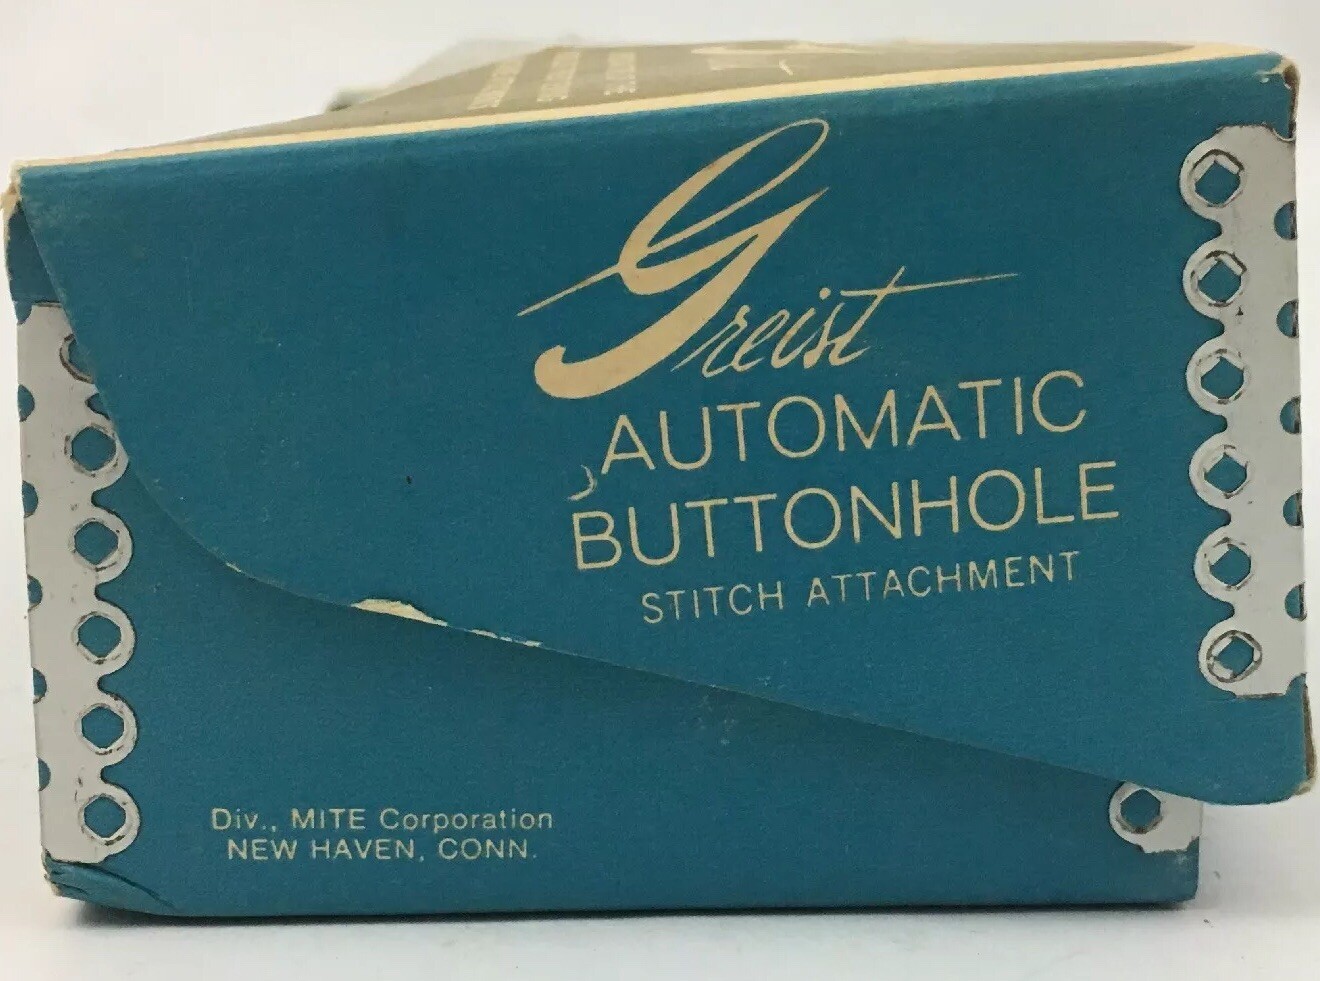 Greist
AUTOMATIC
BUTTONHOLE
STITCH ATTACHMENT
Div., MITE Corporation
NEW HAVEN, CONN.